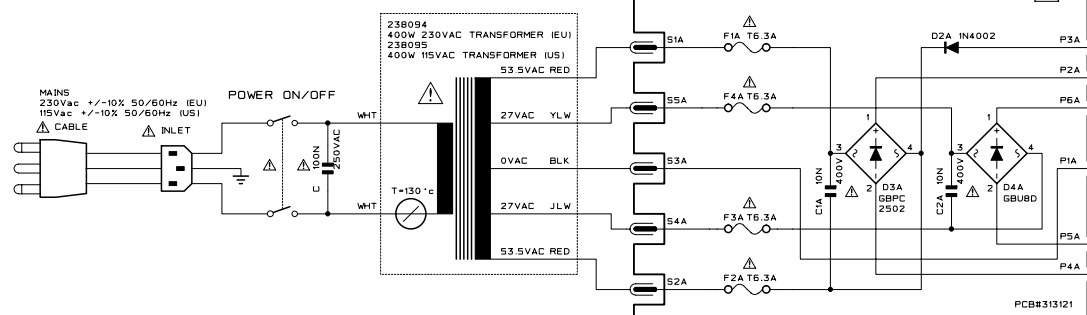 MAINS
230Vac +/-10% 50/60Hz (EU)
115Vac +/-10% 50/60Hz (US)
CABLE
INLET
POWER ON/OFF
C 100N
250VAC
WHT
WHT
T=130°c
238094
400W 230VAC TRANSFORMER (EU)
238095
400W 115VAC TRANSFORMER (US)
53.5VAC RED
27VAC YLW
0VAC BLK
27VAC JLW
53.5VAC RED
S1A
S5A
S3A
S4A
S2A
F1A T6.3A
F4A T6.3A
F3A T6.3A
F2A T6.3A
C1A 10N
400V
1
3
4
2
D3A
GBPC
2502
D2A 1N4002
C2A 10N
400V
1
3
4
2
D4A
GBU8D
P3A
P2A
P6A
P1A
P5A
P4A
PCB#313121